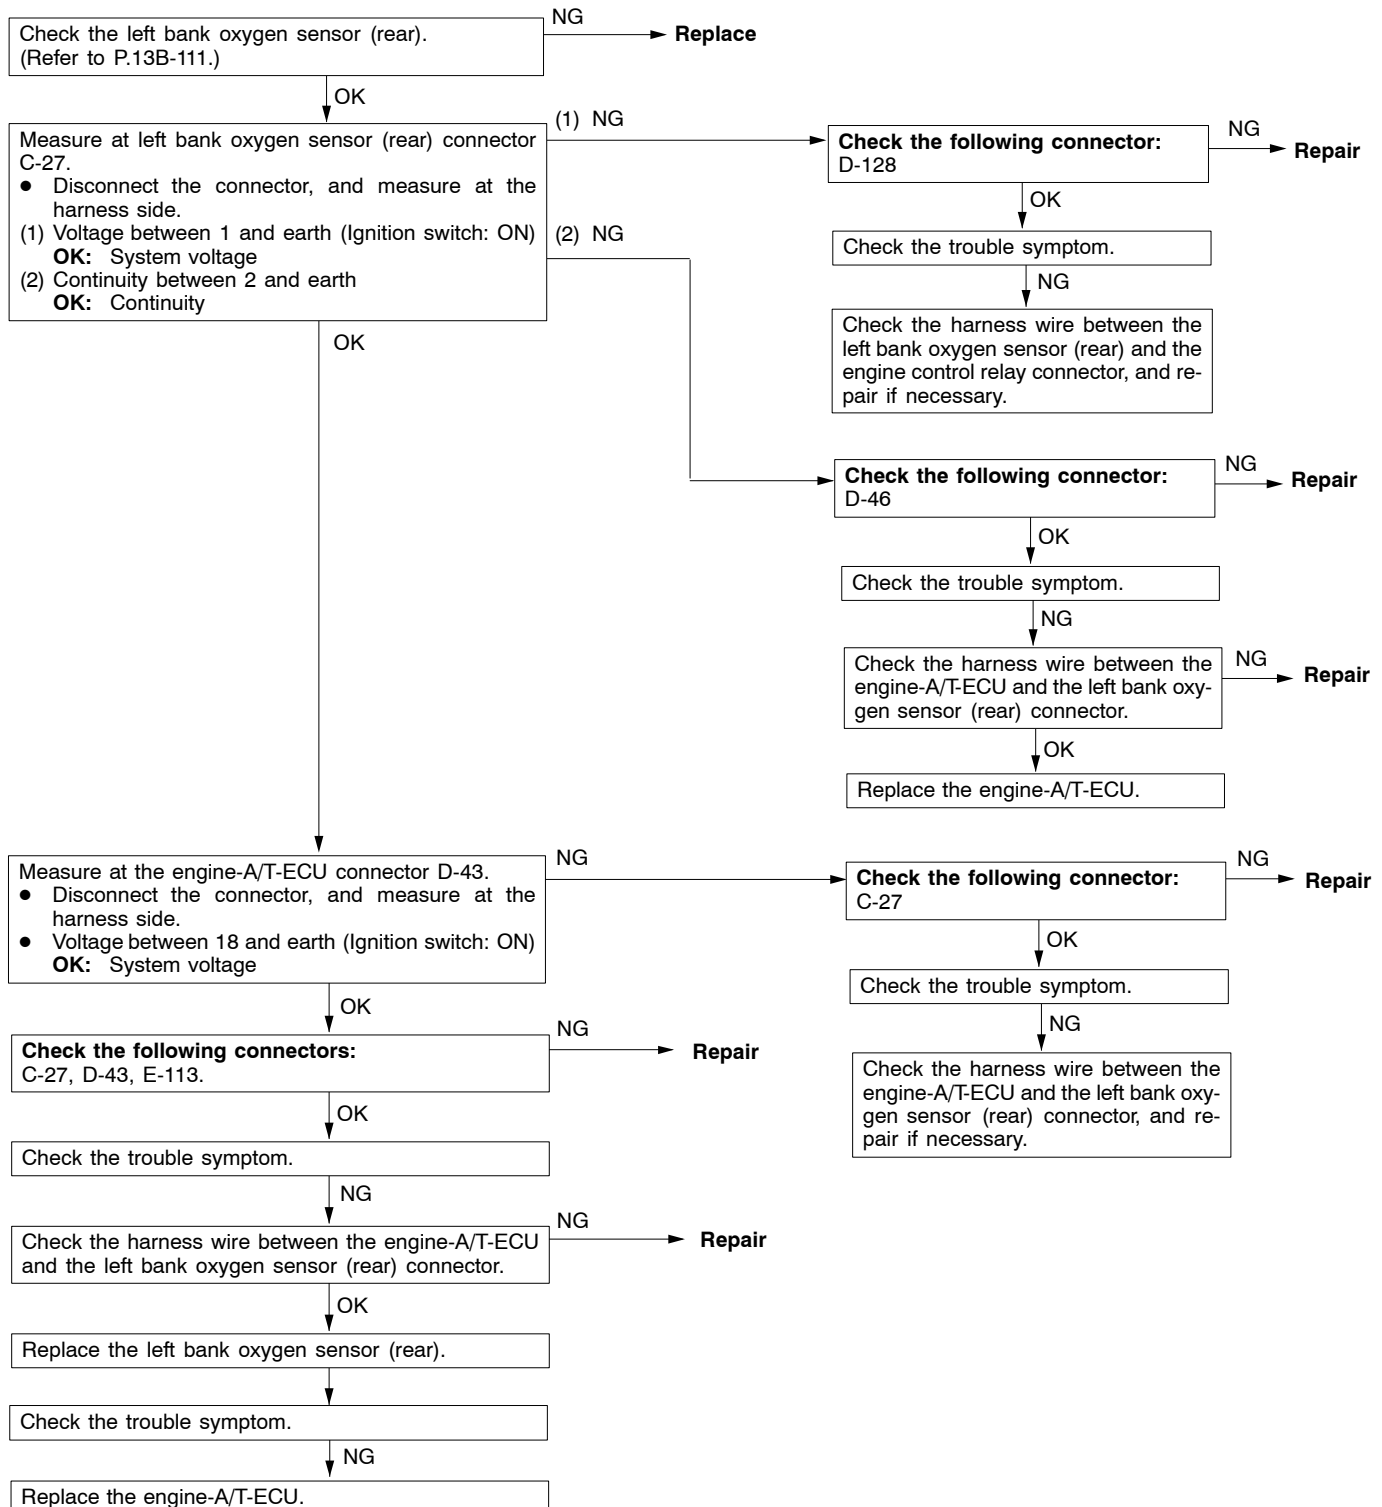 Check the left bank oxygen sensor (rear).
(Refer to P.13B-111.)
NG
Replace
OK
Measure at left bank oxygen sensor (rear) connector
C-27.
● Disconnect the connector, and measure at the
harness side.
(1) Voltage between 1 and earth (Ignition switch: ON)
OK: System voltage
(2) Continuity between 2 and earth
OK: Continuity
(1) NG
Check the following connector:
D-128
NG
Repair
OK
Check the trouble symptom.
NG
Check the harness wire between the
left bank oxygen sensor (rear) and the
engine control relay connector, and re-
pair if necessary.
(2) NG
Check the following connector:
D-46
NG
Repair
OK
Check the trouble symptom.
NG
Check the harness wire between the
engine-A/T-ECU and the left bank oxy-
gen sensor (rear) connector.
NG
Repair
OK
Replace the engine-A/T-ECU.
OK
Measure at the engine-A/T-ECU connector D-43.
● Disconnect the connector, and measure at the
harness side.
● Voltage between 18 and earth (Ignition switch: ON)
OK: System voltage
NG
Check the following connector:
C-27
NG
Repair
OK
Check the trouble symptom.
NG
Check the harness wire between the
engine-A/T-ECU and the left bank oxy-
gen sensor (rear) connector, and re-
pair if necessary.
OK
Check the following connectors:
C-27, D-43, E-113.
NG
Repair
OK
Check the trouble symptom.
NG
Check the harness wire between the engine-A/T-ECU
and the left bank oxygen sensor (rear) connector.
NG
Repair
OK
Replace the left bank oxygen sensor (rear).
Check the trouble symptom.
NG
Replace the engine-A/T-ECU.